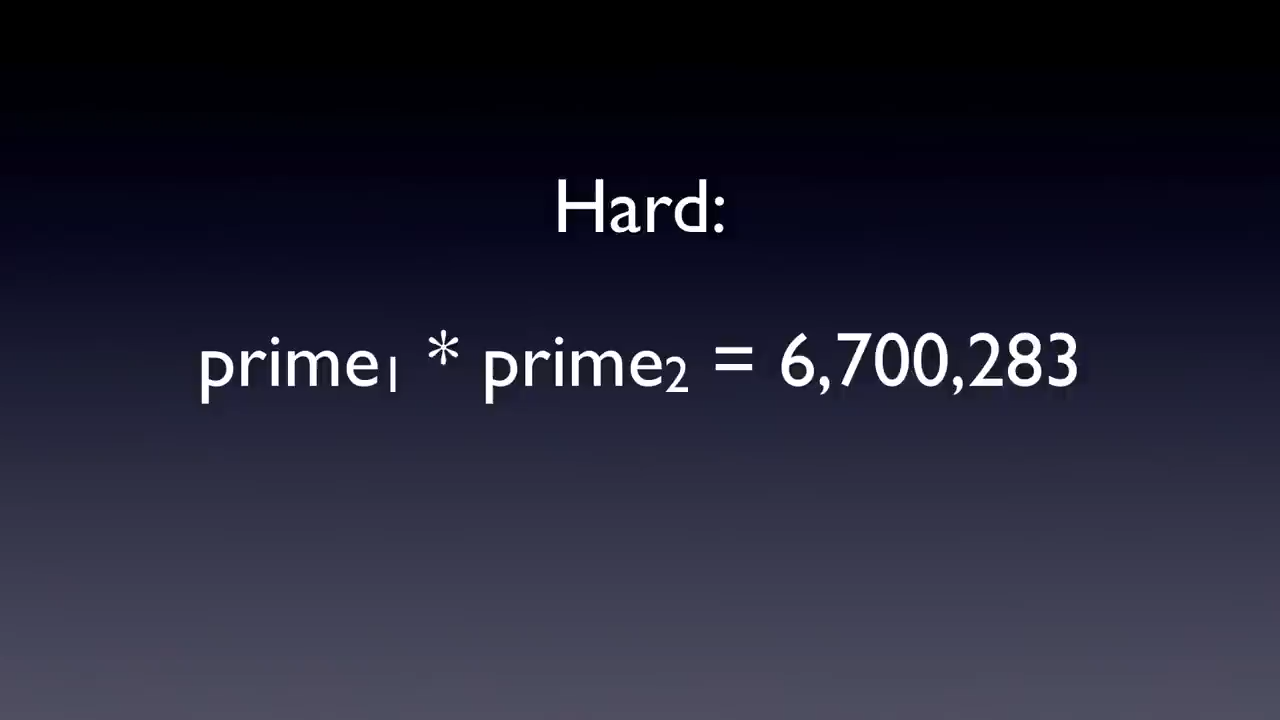 Hard:
prime₁ * prime₂ = 6,700,283